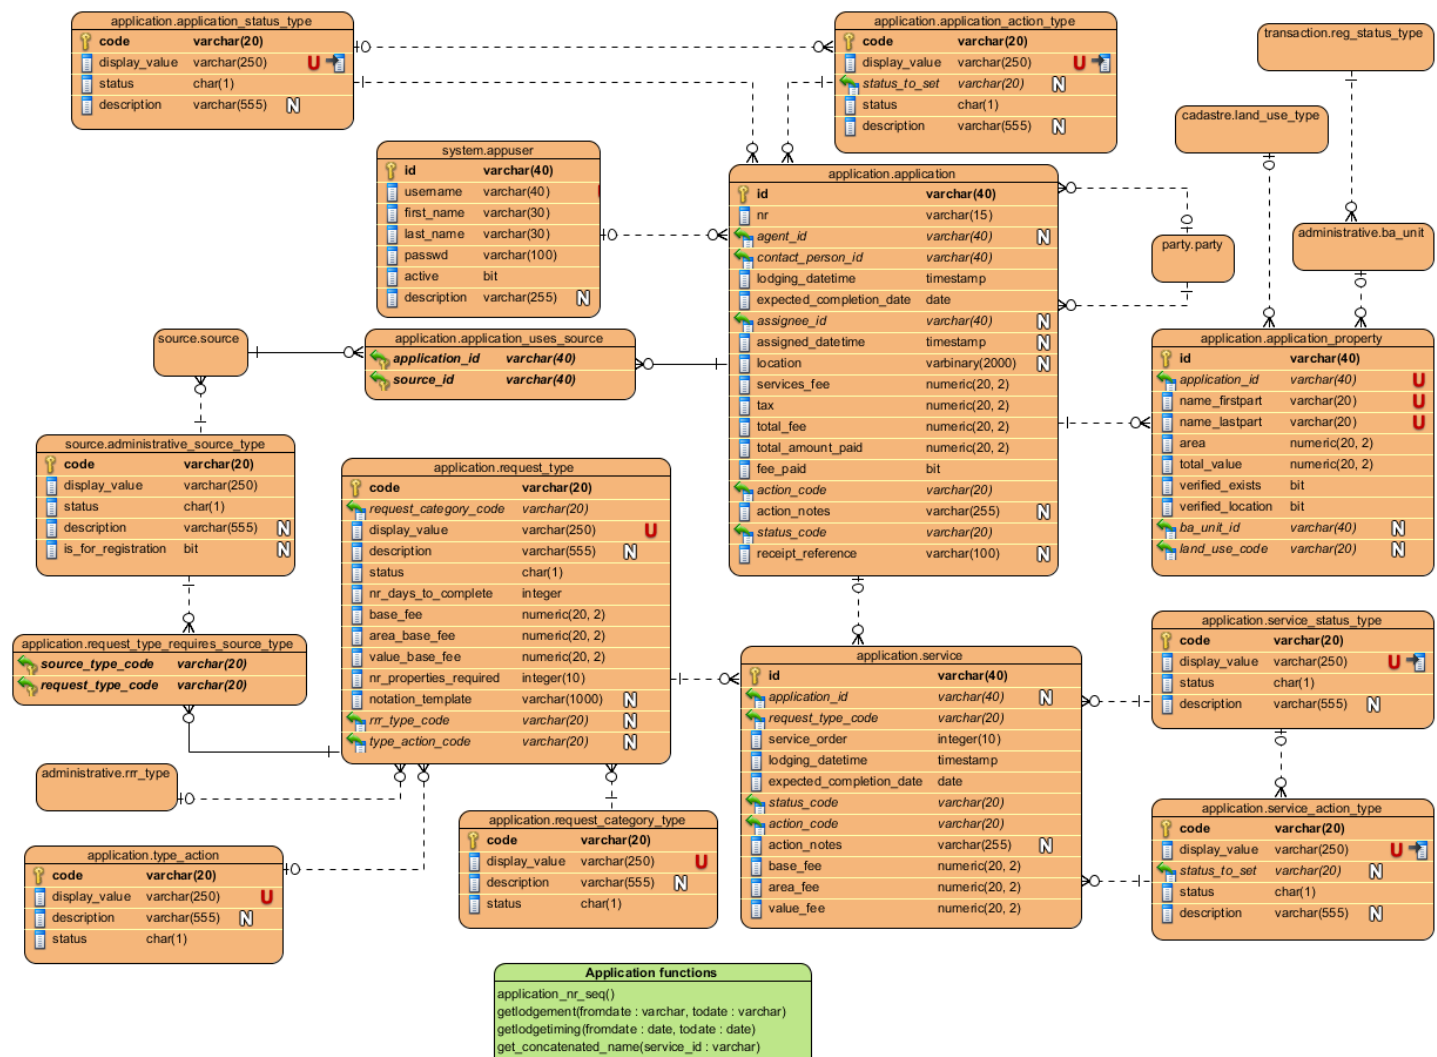 application.application_status_type
code varchar(20)
display_value varchar(250) U
status char(1)
description varchar(555) N
application.application_action_type
code varchar(20)
display_value varchar(250) U
status_to_set varchar(20) N
status char(1)
description varchar(555) N
transaction.reg_status_type
cadastre.land_use_type
system.appuser
id varchar(40)
username varchar(40)
first_name varchar(30)
last_name varchar(30)
passwd varchar(100)
active bit
description varchar(255) N
application.application
id varchar(40)
nr varchar(15)
agent_id varchar(40) N
contact_person_id varchar(40)
lodging_datetime timestamp
expected_completion_date date
assignee_id varchar(40) N
assigned_datetime timestamp N
location varbinary(2000) N
services_fee numeric(20, 2)
tax numeric(20, 2)
total_fee numeric(20, 2)
total_amount_paid numeric(20, 2)
fee_paid bit
action_code varchar(20)
action_notes varchar(255) N
status_code varchar(20)
receipt_reference varchar(100) N
party.party
administrative.ba_unit
source.source
application.application_uses_source
application_id varchar(40)
source_id varchar(40)
application.application_property
id varchar(40)
application_id varchar(40) U
name_firstpart varchar(20) U
name_lastpart varchar(20) U
area numeric(20, 2)
total_value numeric(20, 2)
verified_exists bit
verified_location bit
ba_unit_id varchar(40) N
land_use_code varchar(20) N
source.administrative_source_type
code varchar(20)
display_value varchar(250)
status char(1)
description varchar(555) N
is_for_registration bit N
application.request_type
code varchar(20)
request_category_code varchar(20)
display_value varchar(250) U
description varchar(555) N
status char(1)
nr_days_to_complete integer
base_fee numeric(20, 2)
area_base_fee numeric(20, 2)
value_base_fee numeric(20, 2)
nr_properties_required integer(10)
notation_template varchar(1000) N
rrr_type_code varchar(20) N
type_action_code varchar(20) N
application.request_type_requires_source_type
source_type_code varchar(20)
request_type_code varchar(20)
application.service
id varchar(40)
application_id varchar(40) N
request_type_code varchar(20)
service_order integer(10)
lodging_datetime timestamp
expected_completion_date date
status_code varchar(20)
action_code varchar(20)
action_notes varchar(255) N
base_fee numeric(20, 2)
area_fee numeric(20, 2)
value_fee numeric(20, 2)
application.service_status_type
code varchar(20)
display_value varchar(250) U
status char(1)
description varchar(555) N
administrative.rrr_type
application.type_action
code varchar(20)
display_value varchar(250) U
description varchar(555) N
status char(1)
application.request_category_type
code varchar(20)
display_value varchar(250) U
description varchar(555) N
status char(1)
application.service_action_type
code varchar(20)
display_value varchar(250) U
status_to_set varchar(20) N
status char(1)
description varchar(555) N
Application functions
application_nr_seq()
getlodgement(fromdate : varchar, todate : varchar)
getlodgetiming(fromdate : date, todate : date)
get_concatenated_name(service_id : varchar)